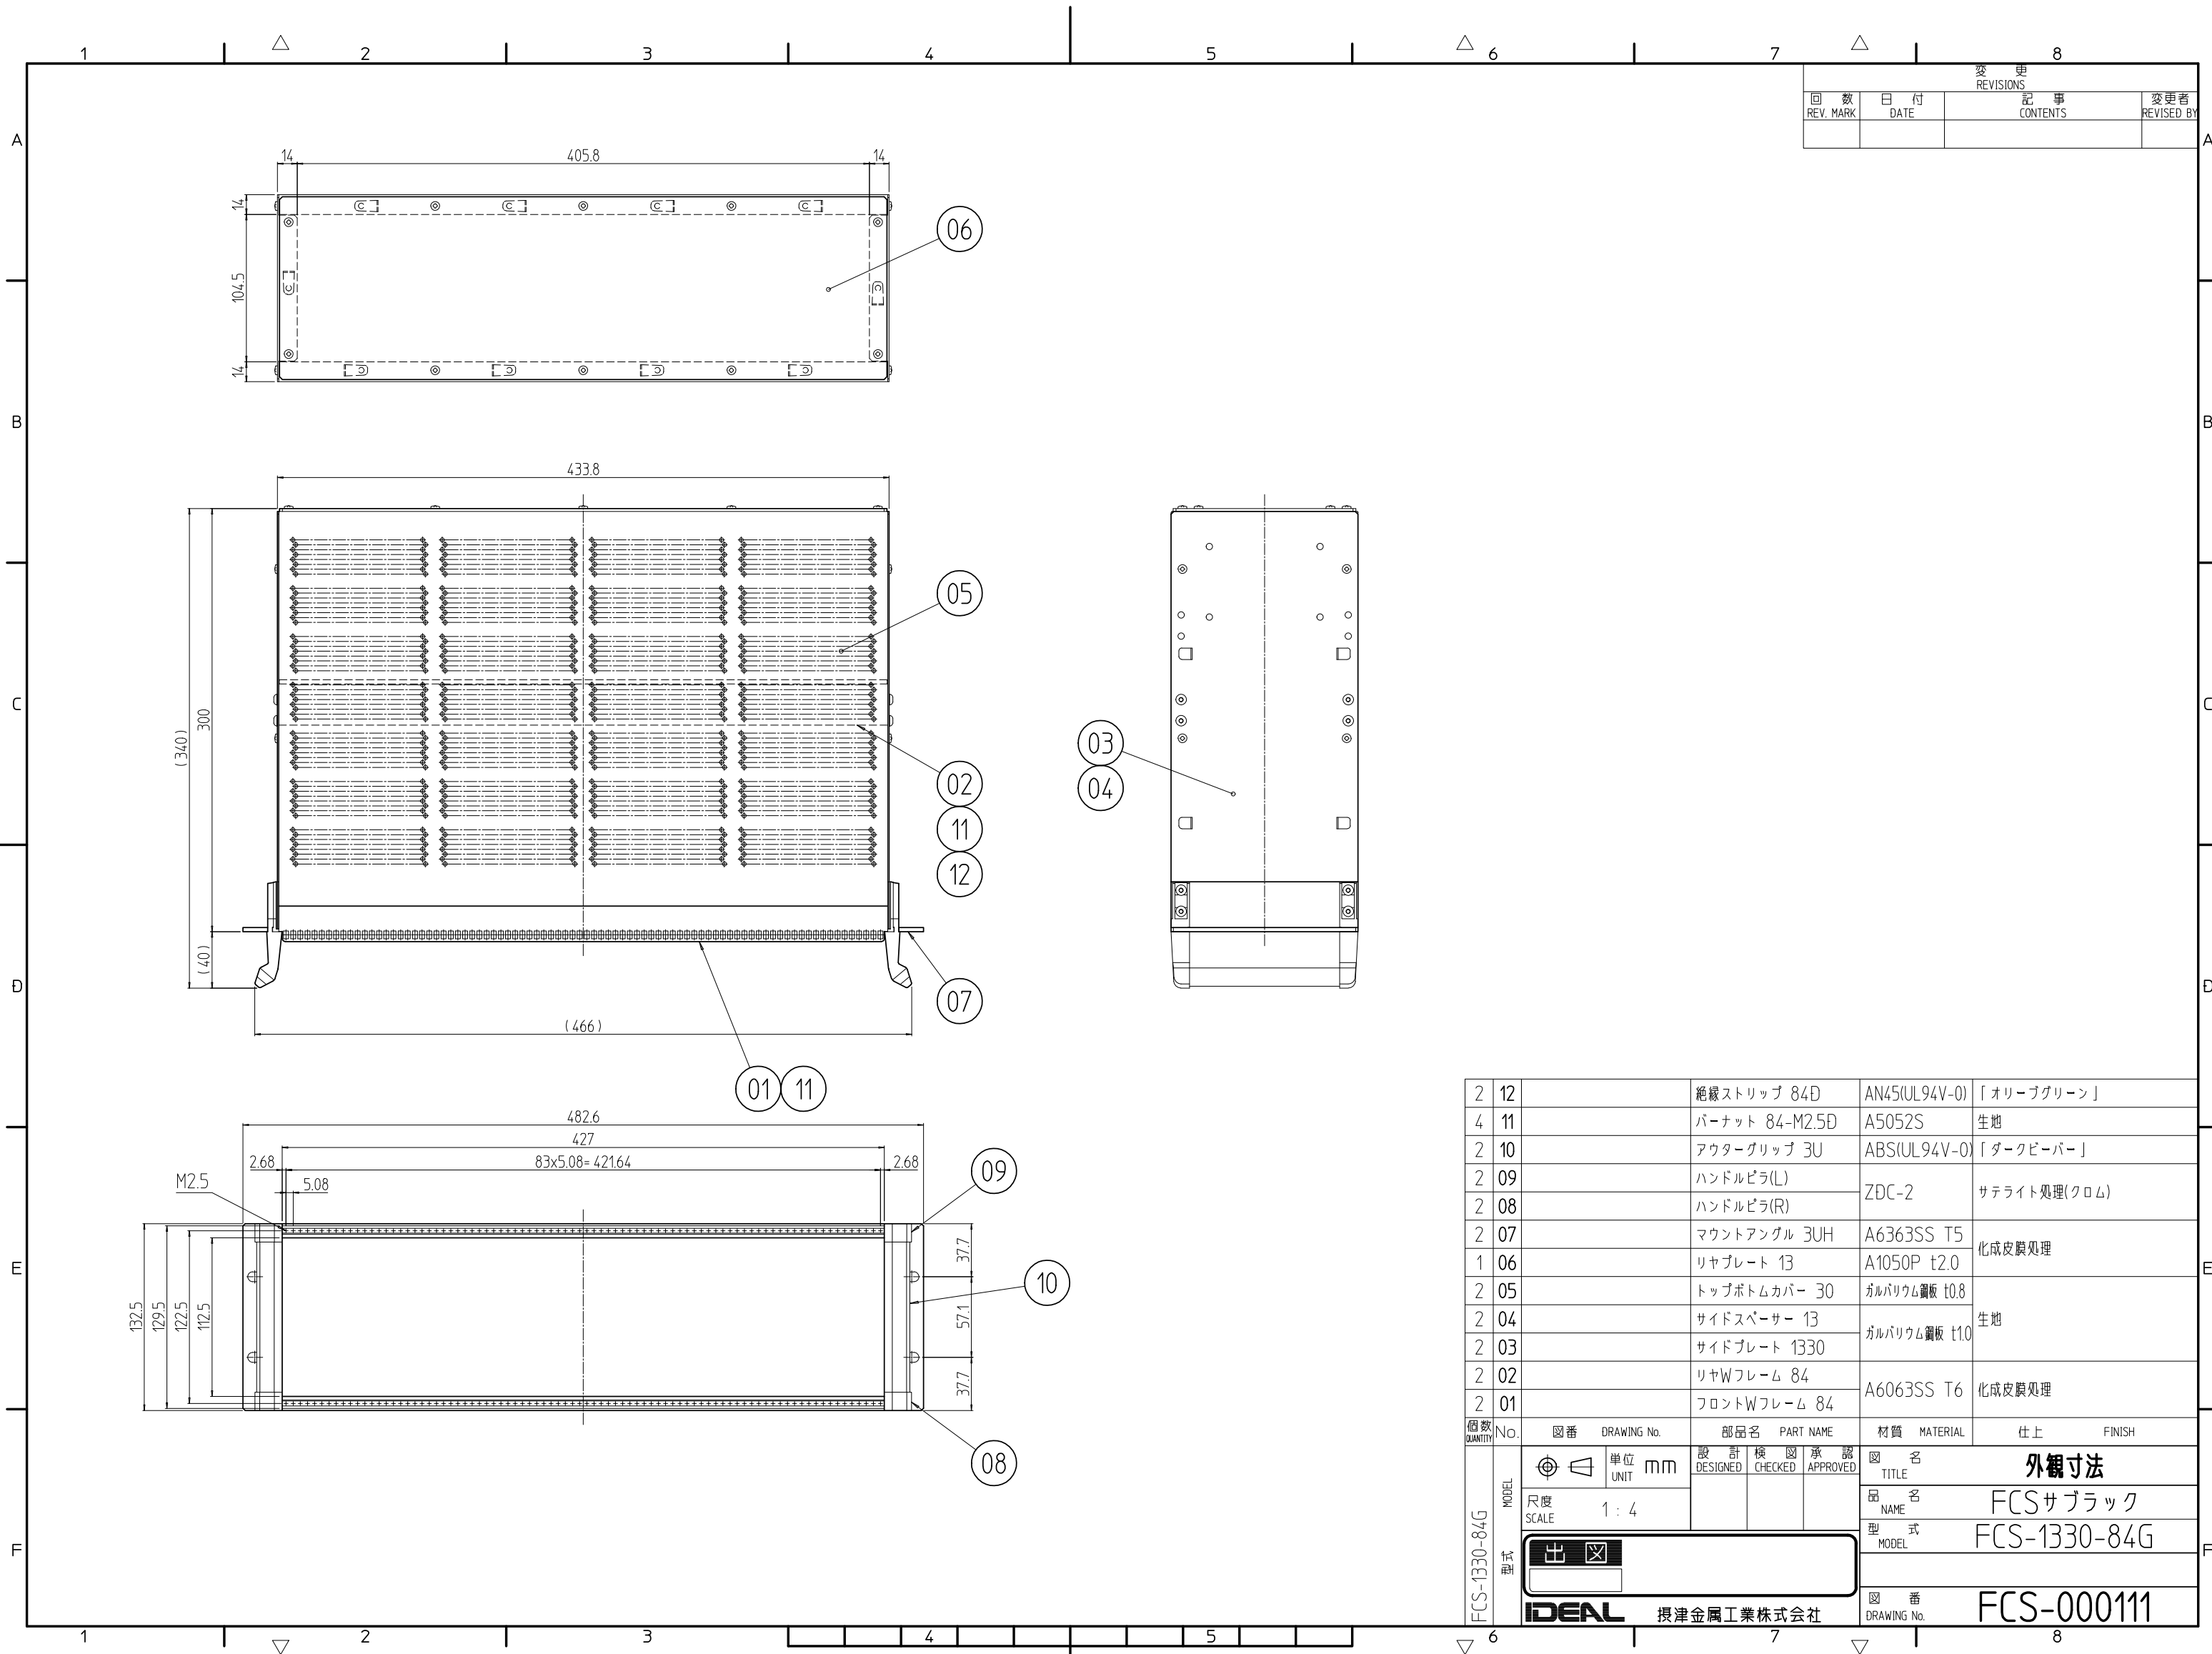 1 2 3 4 5 6 7 8
変 更
REVISIONS
回 数 日 付 記 事 変更者
REV. MARK DATE CONTENTS REVISED BY
A A
14 405.8 14
14
104.5
14
06
B B
433.8
05
C C
300
(340)
02
11
12
03
04
(40)
D D
07
(466)
01 11
482.6
427
2.68 83x5.08=421.64 2.68
M2.5 5.08
09
10
08
132.5
129.5
122.5
112.5
37.7
57.1
37.7
E E
2 12 絶縁ストリップ 84D AN45(UL94V-0) 「オリーブグリーン」
4 11 バーナット 84-M2.5D A5052S 生地
2 10 アウターグリップ 3U ABS(UL94V-0) 「ダークビーバー」
2 09 ハンドルピラ(L) ZDC-2 サテライト処理(クロム)
2 08 ハンドルピラ(R)
2 07 マウントアングル 3UH A6363SS T5 化成皮膜処理
1 06 リヤプレート 13 A1050P t2.0
2 05 トップボトムカバー 30 ガルバリウム鋼板 t0.8 生地
2 04 サイドスペーサー 13 ガルバリウム鋼板 t1.0
2 03 サイドプレート 1330
2 02 リヤWフレーム 84 A6063SS T6 化成皮膜処理
2 01 フロントWフレーム 84
個数 No. 図番 DRAWING No. 部品名 PART NAME 材質 MATERIAL 仕上 FINISH
QUANTITY
FCS-1330-84G
MODEL
型式
単位 mm
UNIT
設 計 検 図 承 認
DESIGNED CHECKED APPROVED
尺度 1 : 4
SCALE
出 図
IDEAL 摂津金属工業株式会社
図 名 外観寸法
TITLE
品 名 FCSサブラック
NAME
型 式 FCS-1330-84G
MODEL
図 番 FCS-000111
DRAWING No.
F F
1 2 3 4 5 6 7 8